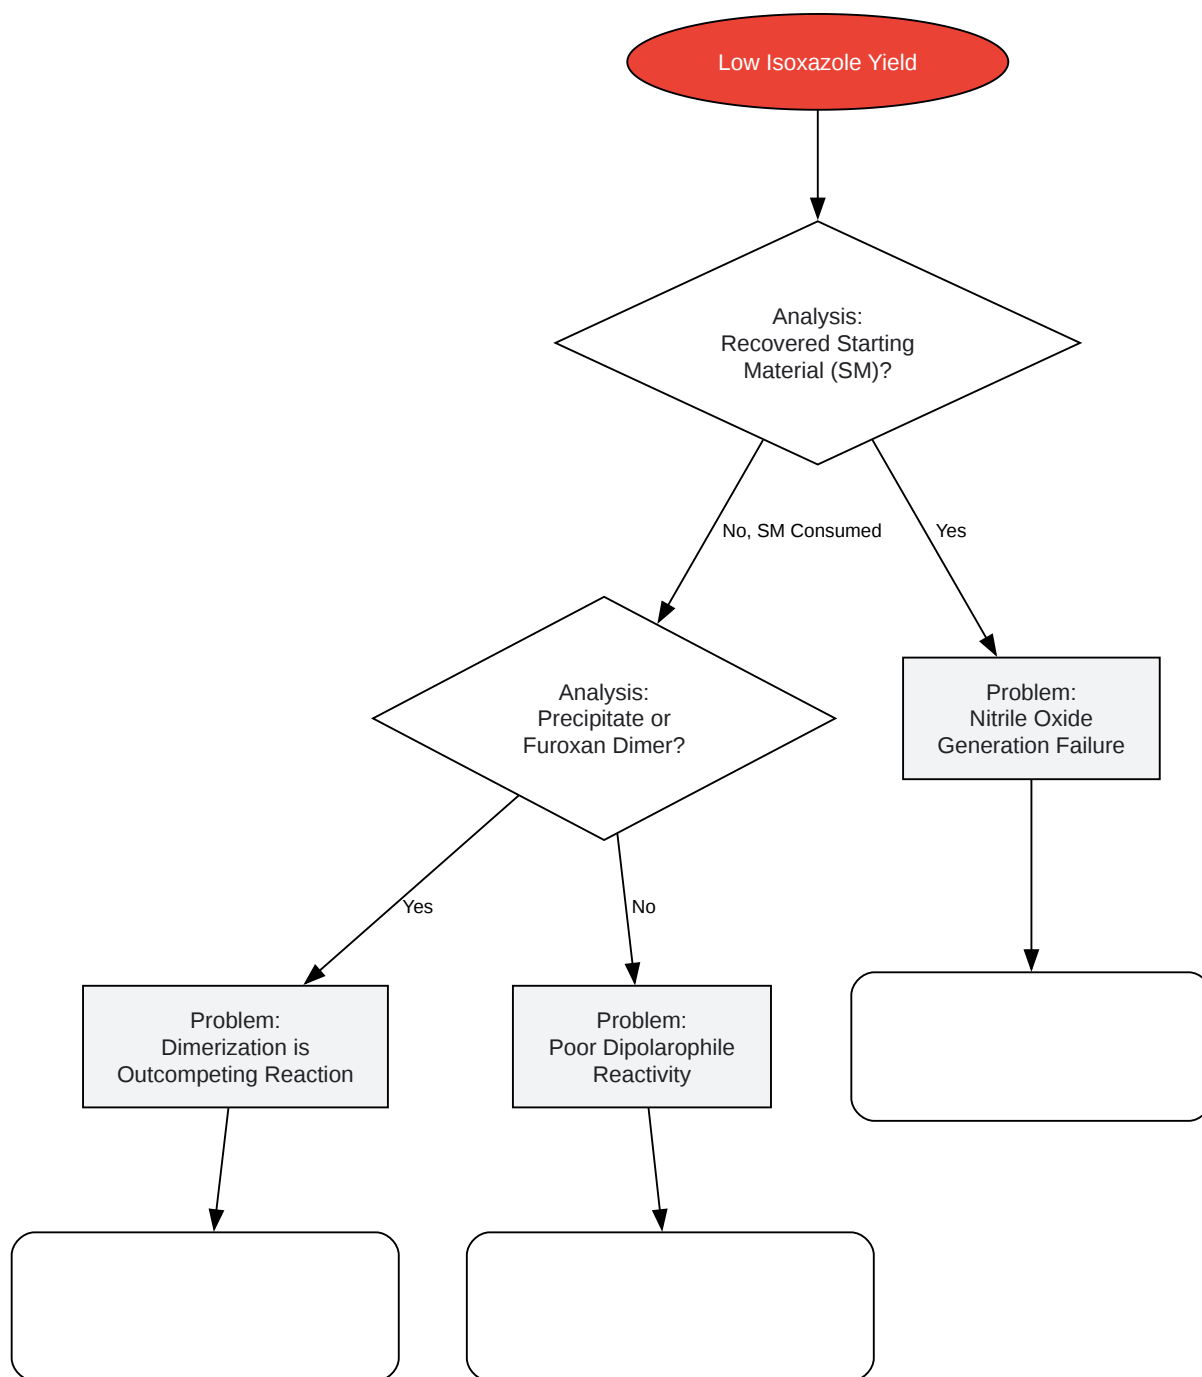 Low Isoxazole Yield
Analysis:
Recovered Starting
Material (SM)?
No, SM Consumed
Yes
Analysis:
Precipitate or
Furoxan Dimer?
Problem:
Nitrile Oxide
Generation Failure
Yes
No
Problem:
Dimerization is
Outcompeting Reaction
Problem:
Poor Dipolarophile
Reactivity